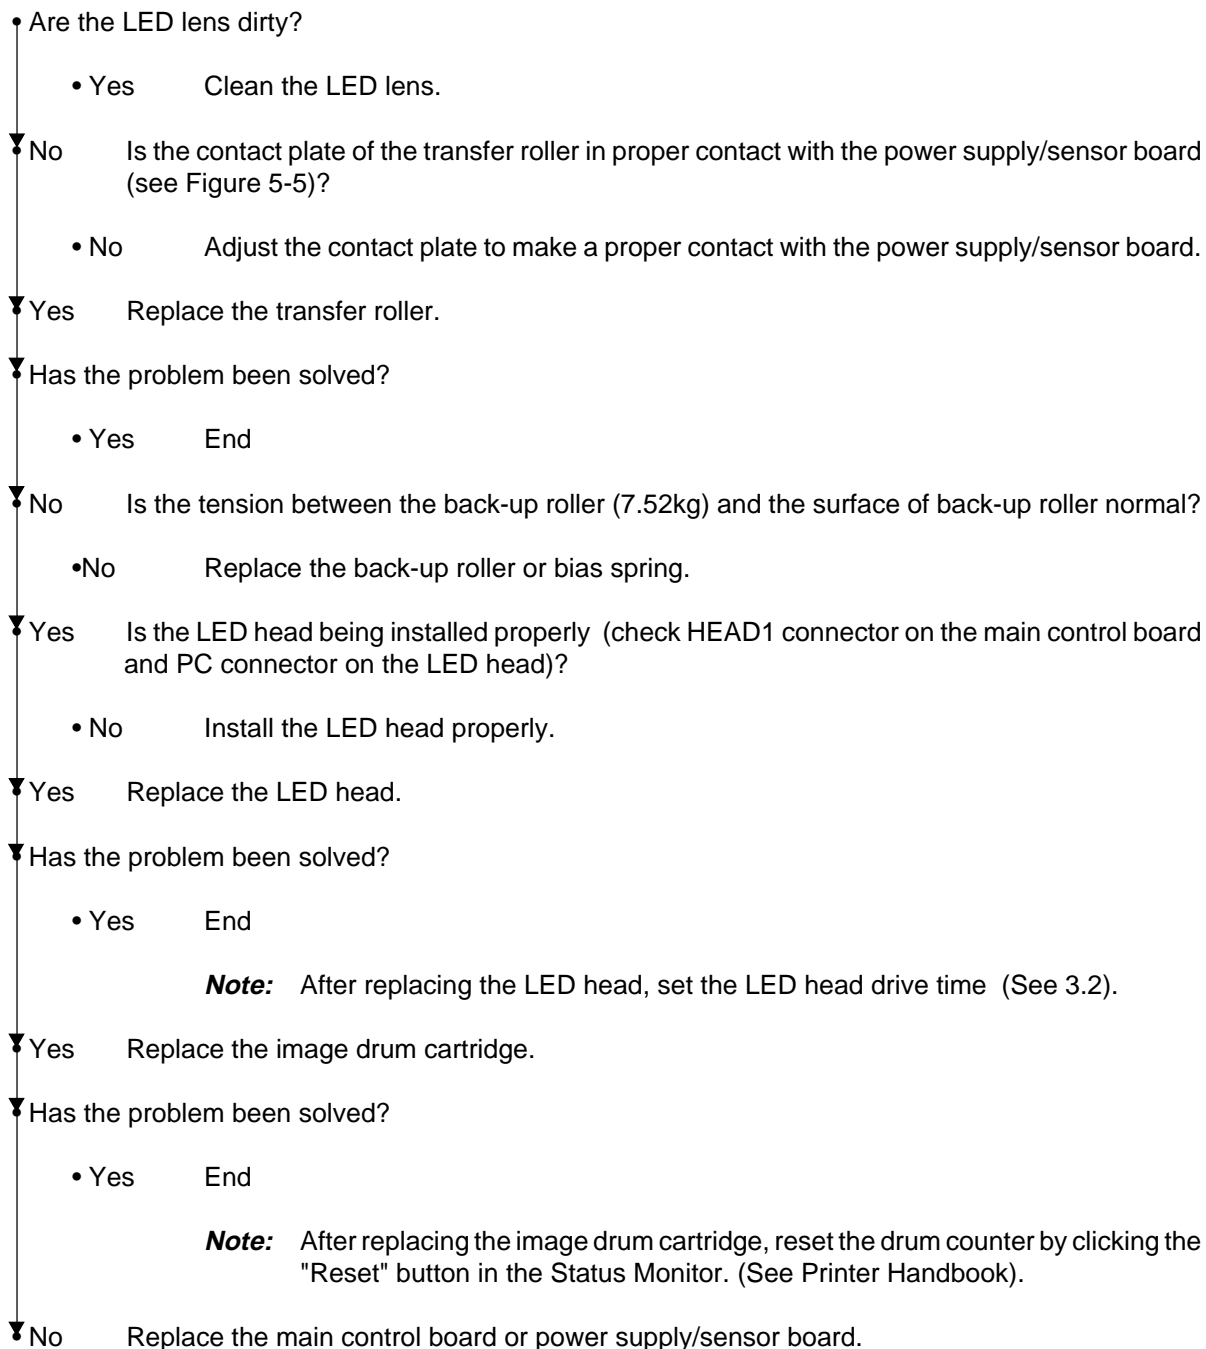 • Are the LED lens dirty?
• Yes Clean the LED lens.
• No Is the contact plate of the transfer roller in proper contact with the power supply/sensor board
(see Figure 5-5)?
• No Adjust the contact plate to make a proper contact with the power supply/sensor board.
• Yes Replace the transfer roller.
• Has the problem been solved?
• Yes End
• No Is the tension between the back-up roller (7.52kg) and the surface of back-up roller normal?
•No Replace the back-up roller or bias spring.
• Yes Is the LED head being installed properly (check HEAD1 connector on the main control board
and PC connector on the LED head)?
• No Install the LED head properly.
• Yes Replace the LED head.
• Has the problem been solved?
• Yes End
Note: After replacing the LED head, set the LED head drive time (See 3.2).
• Yes Replace the image drum cartridge.
• Has the problem been solved?
• Yes End
Note: After replacing the image drum cartridge, reset the drum counter by clicking the
"Reset" button in the Status Monitor. (See Printer Handbook).
• No Replace the main control board or power supply/sensor board.